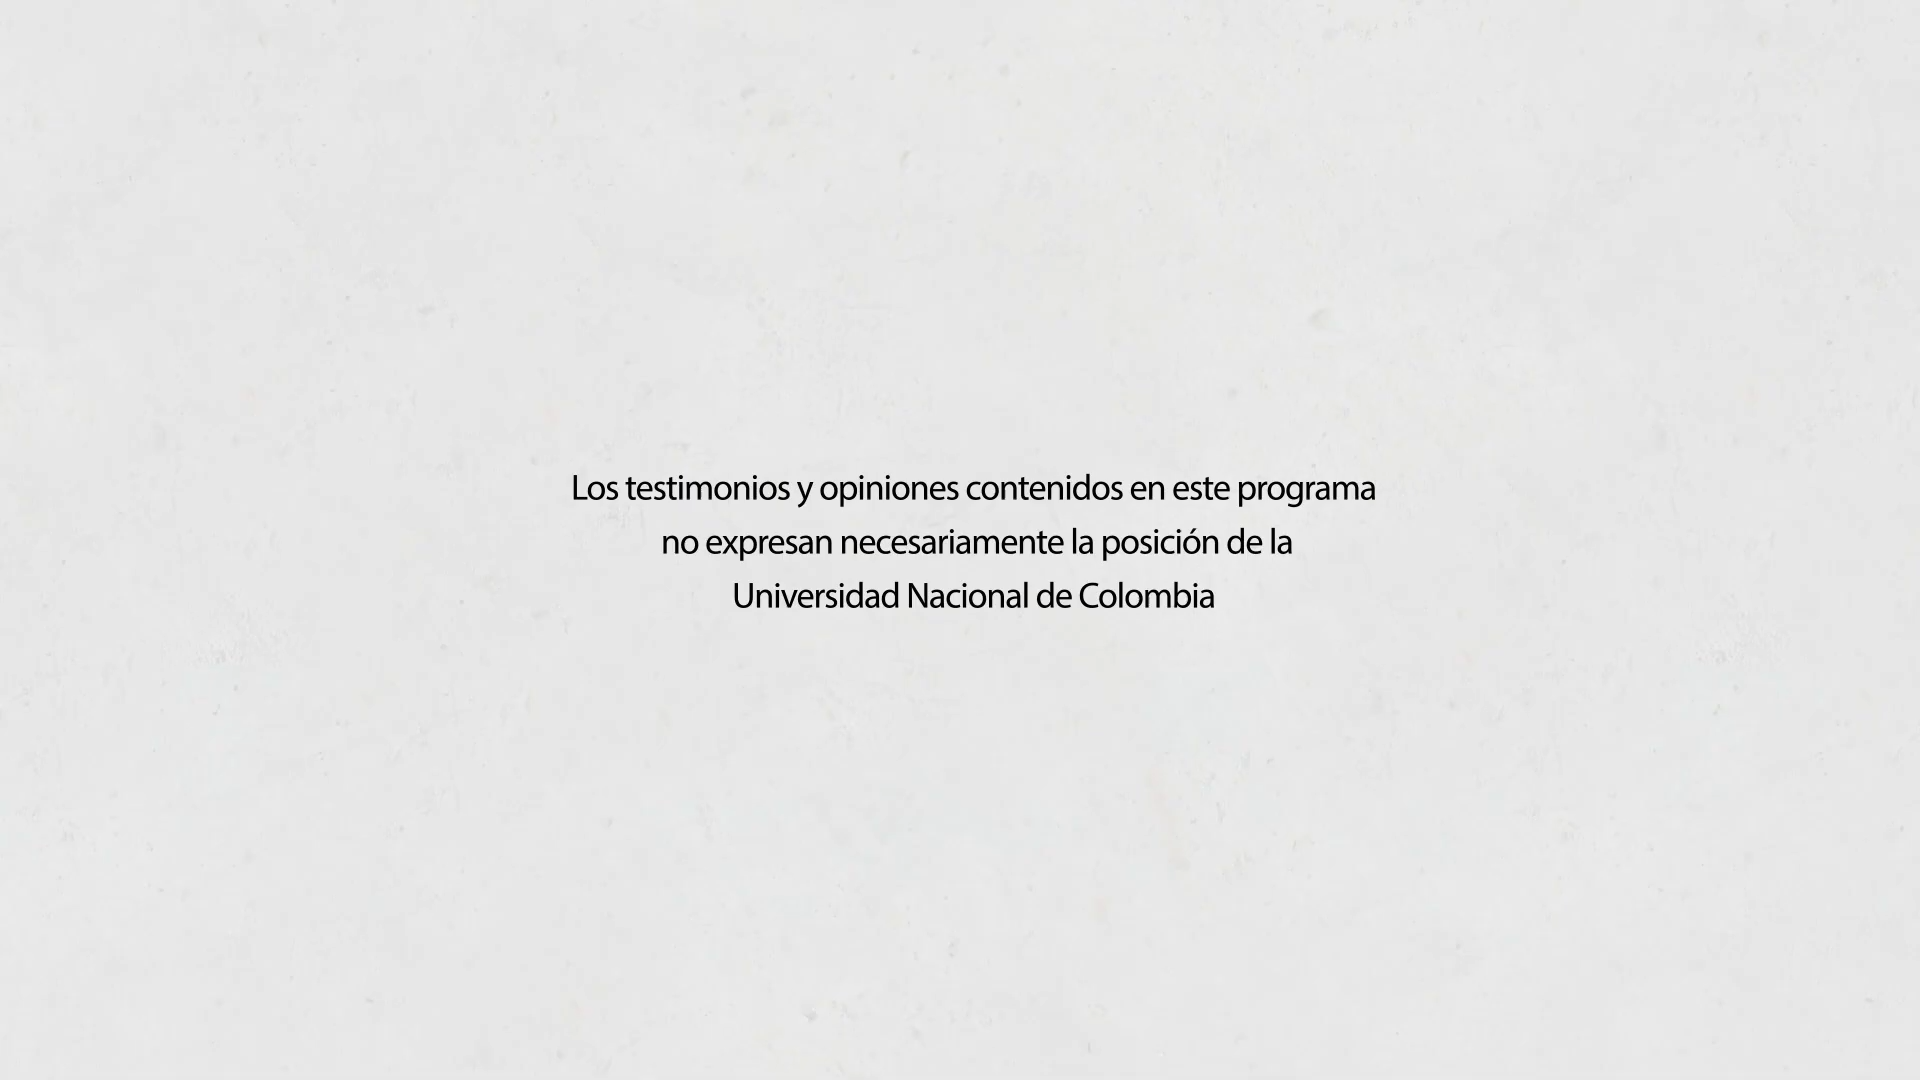 Los testimonios y opiniones contenidos en este programa
no expresan necesariamente la posición de la
Universidad Nacional de Colombia